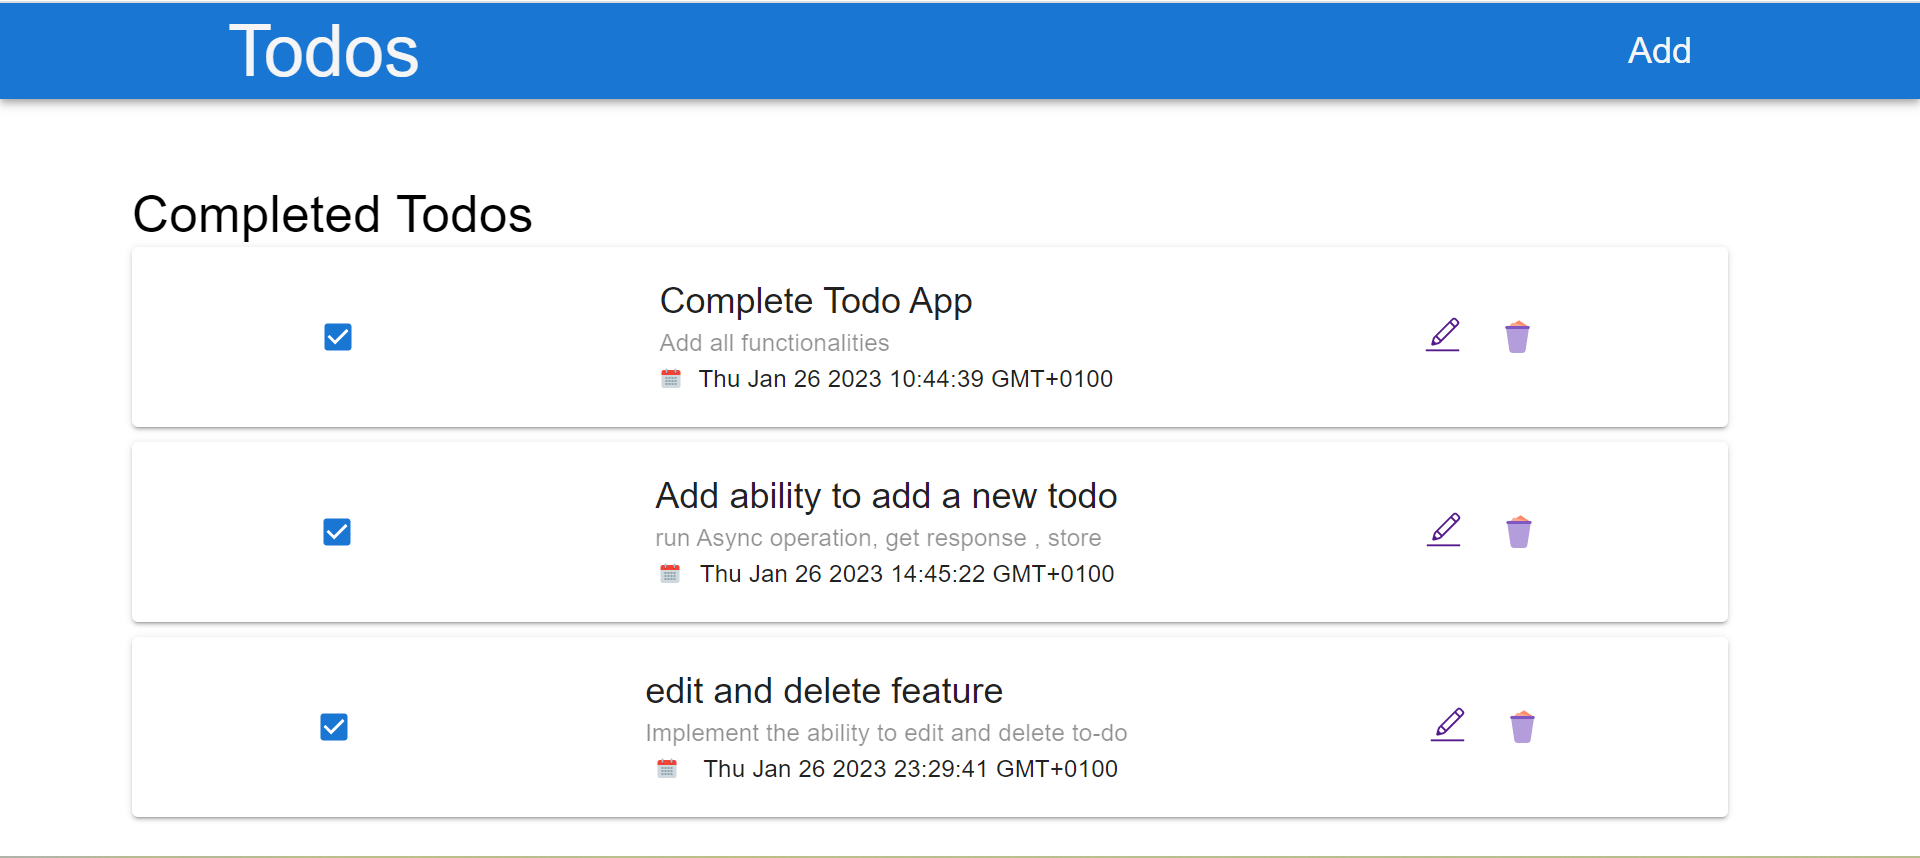 Todos
Add
Completed Todos
Complete Todo App
Add all functionalities
Thu Jan 26 2023 10:44:39 GMT+0100
Add ability to add a new todo
run Async operation, get response , store
Thu Jan 26 2023 14:45:22 GMT+0100
edit and delete feature
Implement the ability to edit and delete to-do
Thu Jan 26 2023 23:29:41 GMT+0100